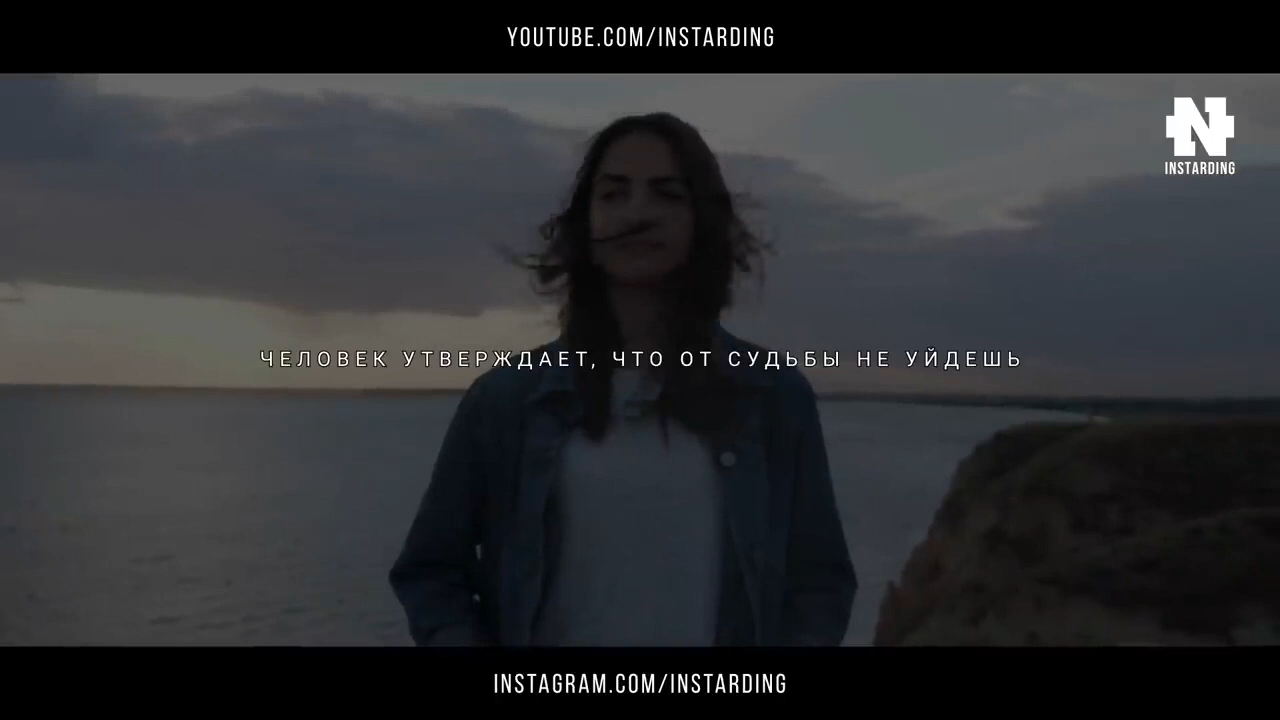 YOUTUBE.COM/INSTARDING
INSTARDING
ЧЕЛОВЕК УТВЕРЖДАЕТ, ЧТО ОТ СУДЬБЫ НЕ УЙДЕШЬ
INSTAGRAM.COM/INSTARDING